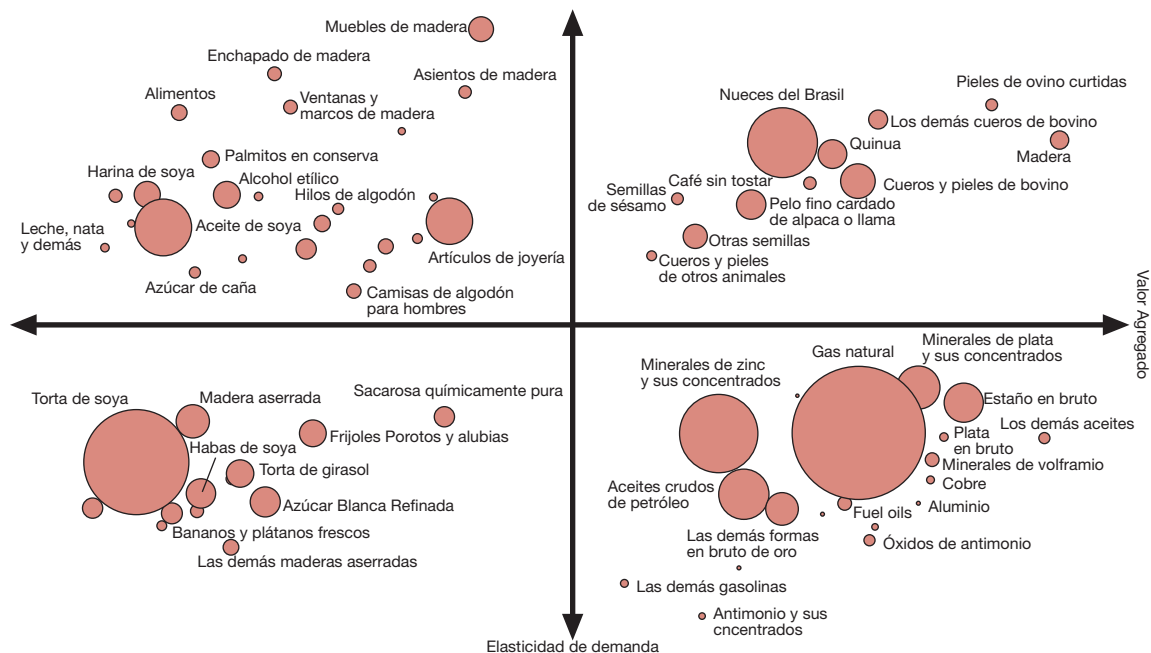 Muebles de madera
Enchapado de madera
Asientos de madera
Alimentos
Ventanas y
marcos de madera
Palmitos en conserva
Harina de soya
Alcohol etílico
Hilos de algodón
Leche, nata
y demás
Aceite de soya
Artículos de joyería
Azúcar de caña
Camisas de algodón
para hombres
Pieles de ovino curtidas
Nueces del Brasil
Los demás cueros de bovino
Quinua
Madera
Café sin tostar
Cueros y pieles de bovino
Semillas
de sésamo
Pelo fino cardado
de alpaca o llama
Otras semillas
Cueros y pieles
de otros animales
Valor Agregado
Torta de soya
Madera aserrada
Sacarosa químicamente pura
Frijoles Porotos y alubias
Habas de soya
Torta de girasol
Azúcar Blanca Refinada
Bananos y plátanos frescos
Las demás maderas aserradas
Minerales de zinc
y sus concentrados
Gas natural
Minerales de plata
y sus concentrados
Estaño en bruto
Los demás aceites
Plata
en bruto
Minerales de volframio
Cobre
Aceites crudos
de petróleo
Aluminio
Fuel oils
Las demás formas
en bruto de oro
Óxidos de antimonio
Las demás gasolinas
Antimonio y sus
cncentrados
Elasticidad de demanda